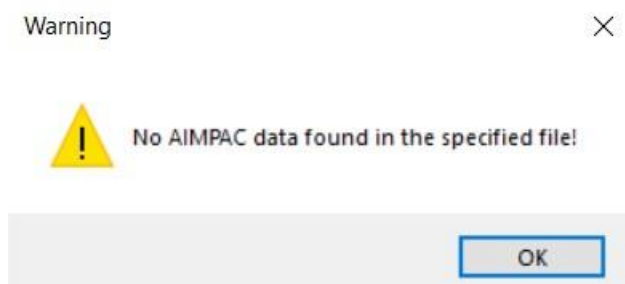 Warning
No AIMPAC data found in the specified file!
OK